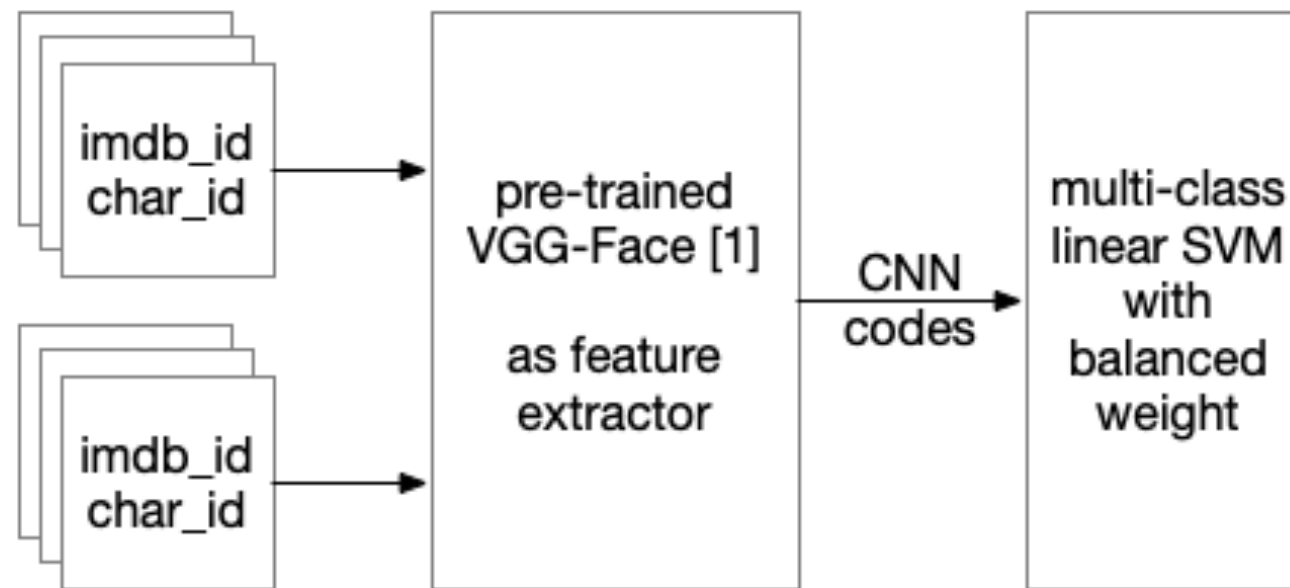 imdb_id
char_id
imdb_id
char_id
pre-trained
VGG-Face [1]
as feature
extractor
CNN
codes
multi-class
linear SVM
with
balanced
weight